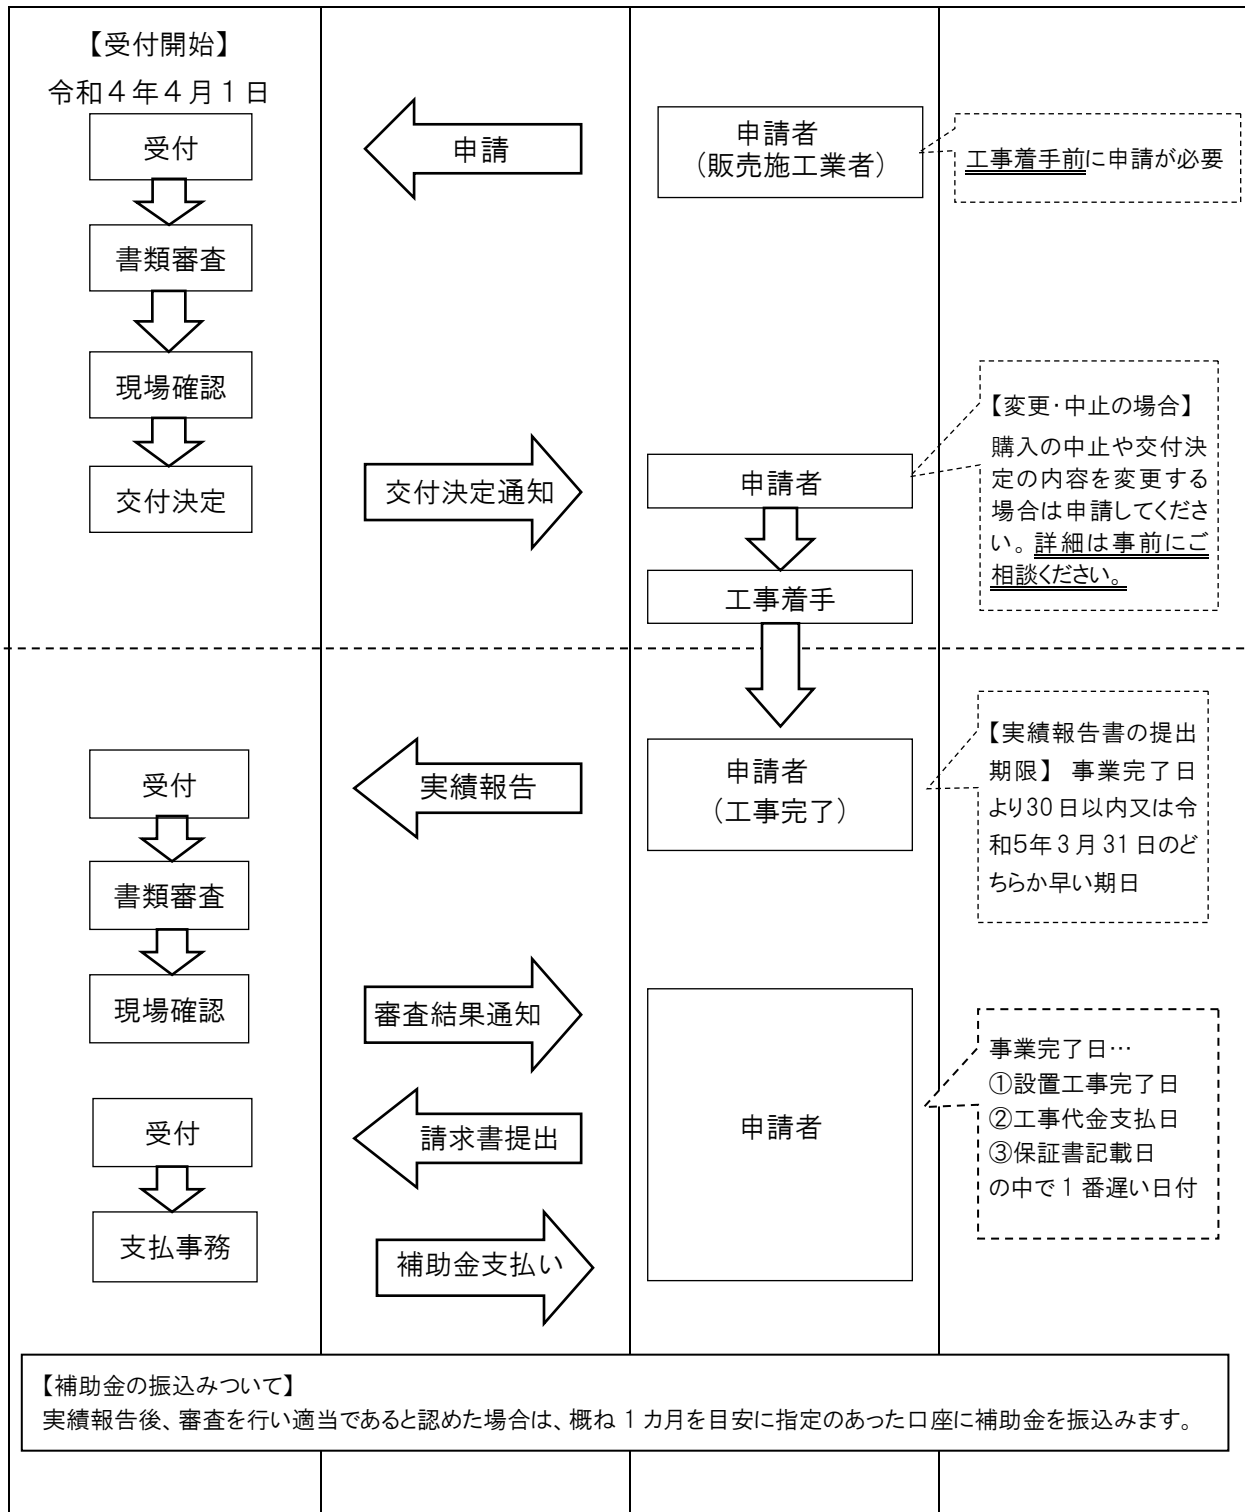 【受付開始】
令和４年４月１日
受付
申請
申請者
（販売施工業者）
工事着手前に申請が必要
書類審査
現場確認
交付決定
交付決定通知
申請者
【変更・中止の場合】
購入の中止や交付決
定の内容を変更する
場合は申請してくださ
い。詳細は事前にご
相談ください。
工事着手
受付
実績報告
申請者
（工事完了）
【実績報告書の提出
期限】 事業完了日
より30日以内又は令
和5年3月31日のど
ちらか早い期日
書類審査
現場確認
審査結果通知
申請者
事業完了日…
①設置工事完了日
②工事代金支払日
③保証書記載日
の中で1番遅い日付
受付
請求書提出
支払事務
補助金支払い
【補助金の振込みついて】
実績報告後、審査を行い適当であると認めた場合は、概ね1カ月を目安に指定のあった口座に補助金を振込みます。